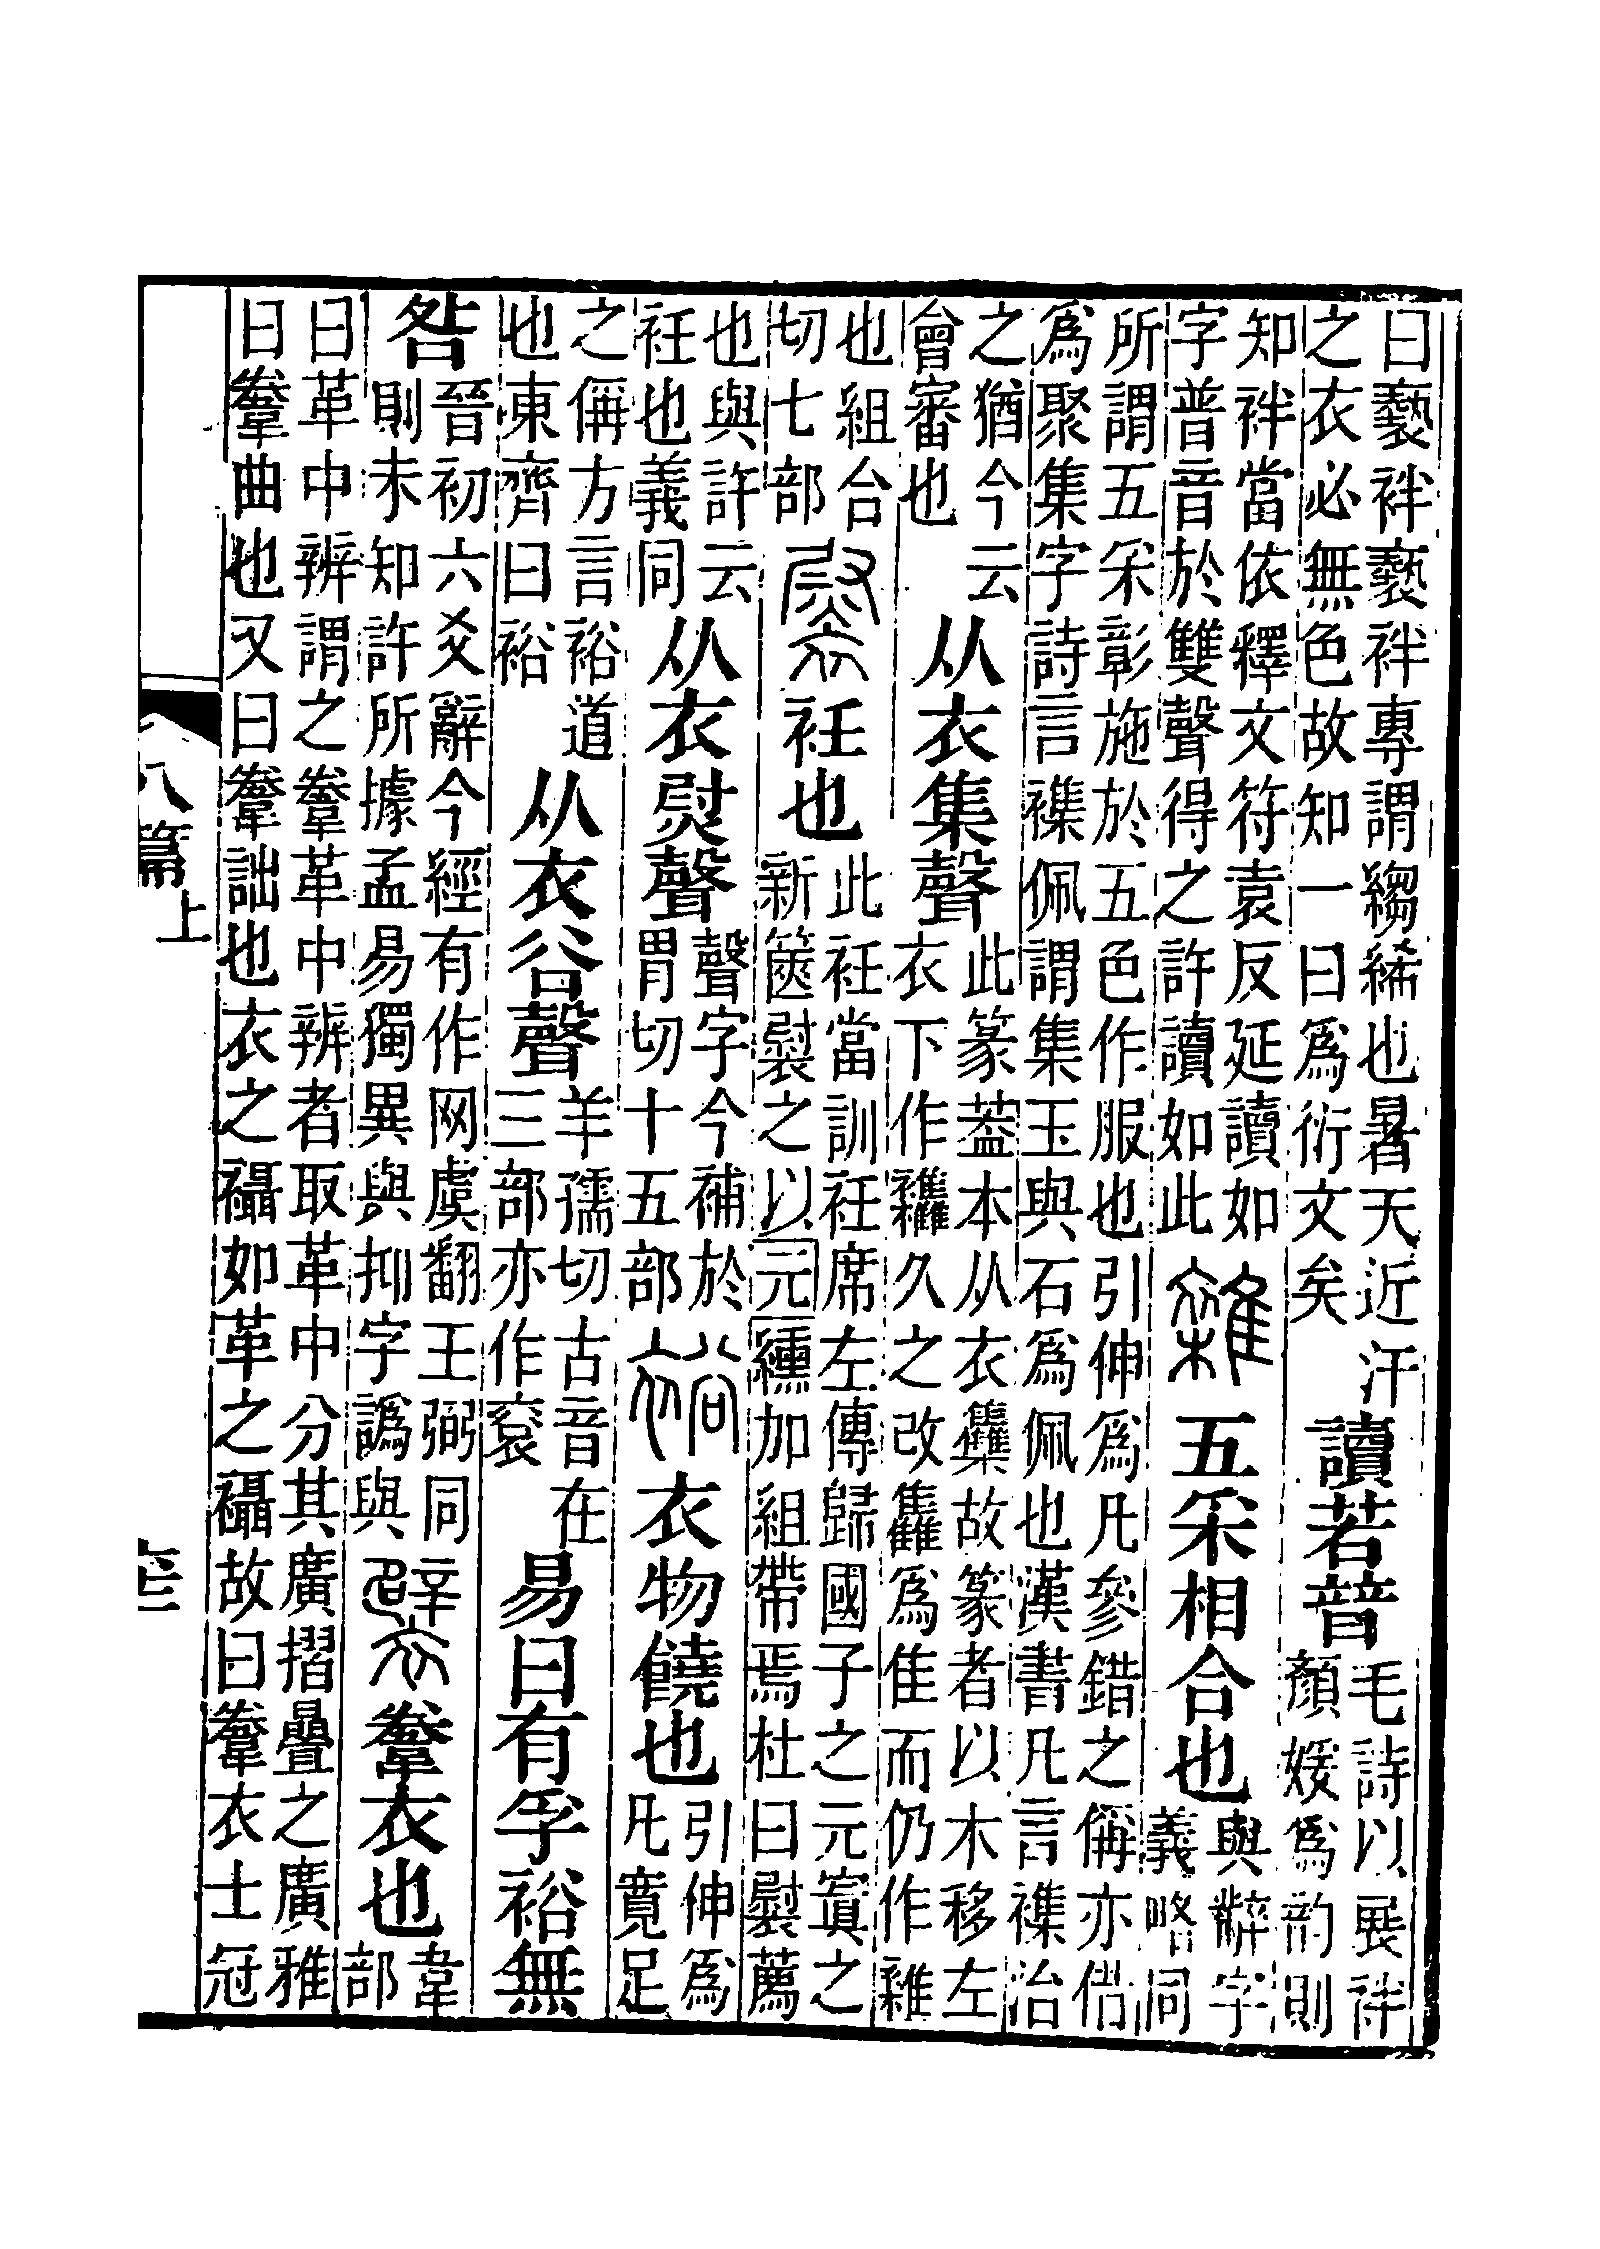 曰褻袢褻袢專謂縐絺也暑天近汗之衣必無色故知一曰爲衍文矣讀若普毛詩以展袢顏媛爲韵則
知袢當依釋文符袁反延讀如字普音於雙聲得之許讀如此雜五采相合也與辬字義略同
所謂五采彰施於五色作服也引伸爲凡參錯之偁亦借爲聚集字詩言襍佩謂集玉與石爲佩也漢書凡言襍治
之猶今云會審也从衣集聲此篆葢本从衣雥故篆者以木移左衣下作久之改雥爲隹而仍作雜
也組台切七部褽衽也此衽當訓衽席左傳歸國子之元寘之新篋褽之以元纁加組帶焉杜曰褽薦
也與許云衽也義同从衣㷉聲聲字今補於胃切十五部裕衣物饒也引伸爲凡寬足
之偁方言裕道也東齊曰裕从衣谷聲羊孺切古音在三部亦作易曰有孚裕無
咎晉初六爻辭今經有作网虞翻王弼同則未知許所據孟易獨異與抑字譌與襞韏衣也韋部
曰革中辨謂之韏革中辨者取革中分其廣摺疊之廣雅曰韏曲也又曰韏詘也衣之襵如革之襵故曰韏衣士冠
八篇上